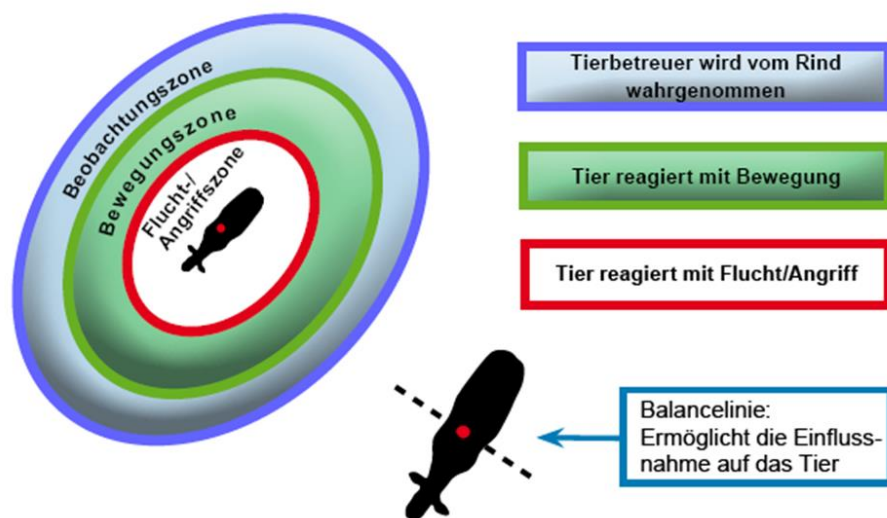 Beobachtungszone
Bewegungszone
Flucht-/
Angriffszone
Tierbetreuer wird vom Rind
wahrgenommen
Tier reagiert mit Bewegung
Tier reagiert mit Flucht/Angriff
Balancelinie:
Ermöglicht die Einfluss-
nahme auf das Tier